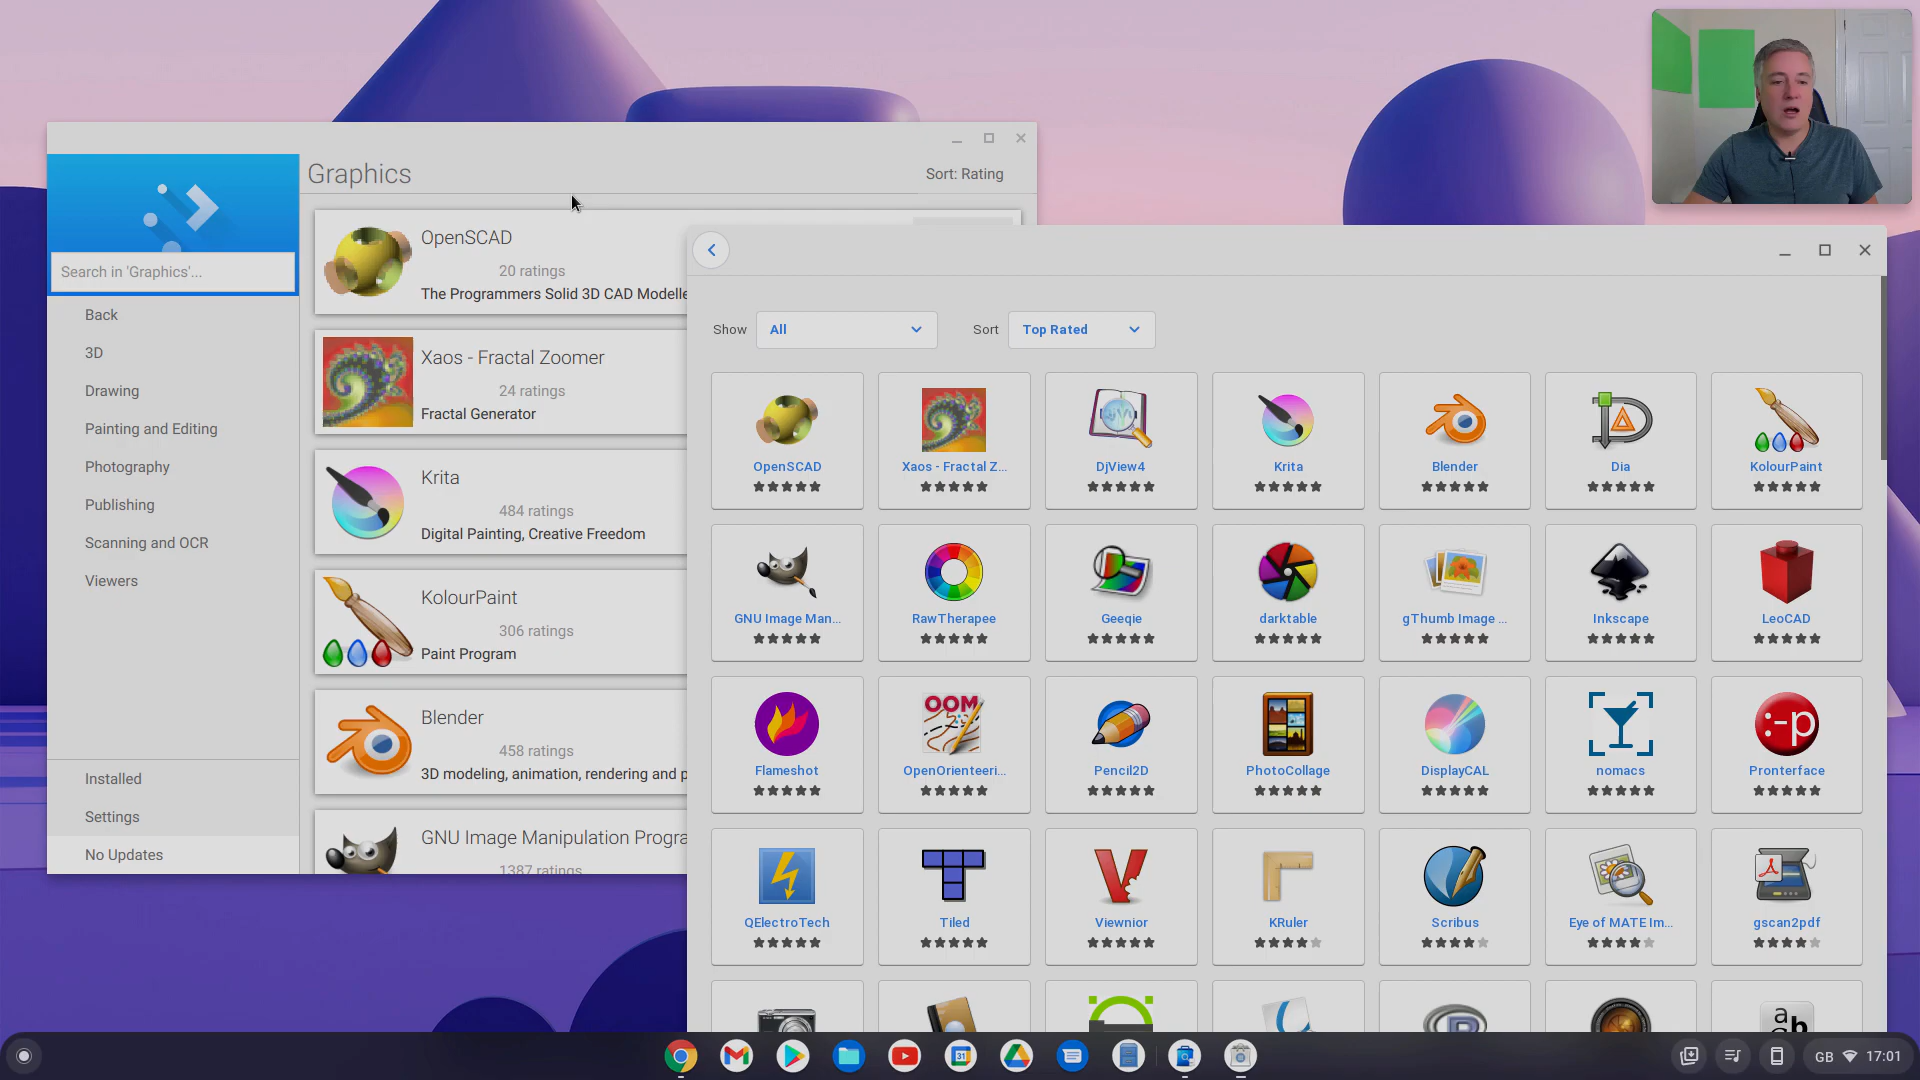 Graphics
Sort: Rating
Search in 'Graphics'...
Back
3D
Drawing
Painting and Editing
Photography
Publishing
Scanning and OCR
Viewers
Installed
Settings
No Updates
OpenSCAD
20 ratings
The Programmers Solid 3D CAD Modelle
Xaos - Fractal Zoomer
24 ratings
Fractal Generator
Krita
484 ratings
Digital Painting, Creative Freedom
KolourPaint
306 ratings
Paint Program
Blender
458 ratings
3D modeling, animation, rendering and p
GNU Image Manipulation Progra
1387 ratings
Show All Sort Top Rated
OpenSCAD Xaos - Fractal Z... DjView4 Krita Blender Dia KolourPaint
GNU Image Man... RawTherapee Geeqie darktable gThumb Image ... Inkscape LeoCAD
OOM
:-p
Flameshot OpenOrienteeri... Pencil2D PhotoCollage DisplayCAL nomacs Pronterface
QElectroTech Tiled Viewnior KRuler Scribus Eye of MATE Im... gscan2pdf
31
GB 17:01